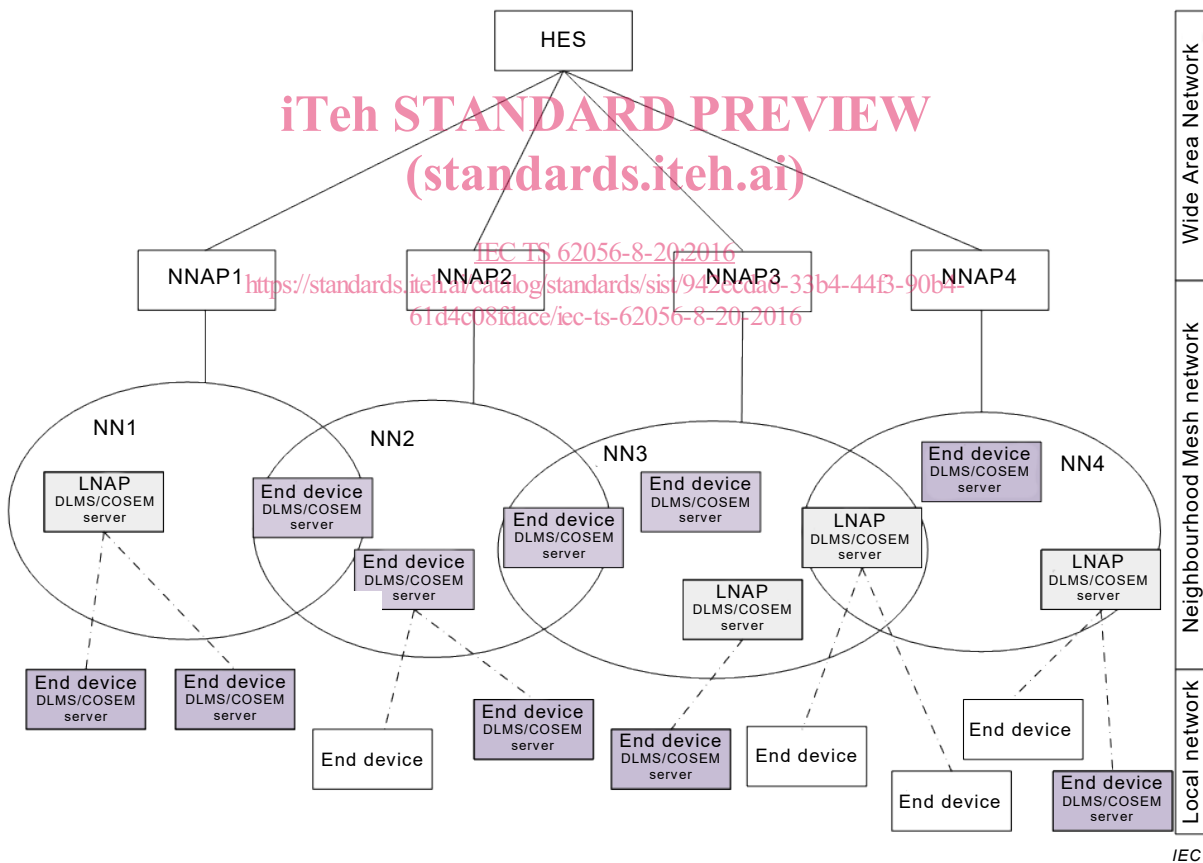 HES
Wide Area Network
iTeh STANDARD PREVIEW
(standards.iteh.ai)
IEC TS 62056-8-20:2016
NNAP1
NNAP2
NNAP3
NNAP4
https://standards.iteh.ai/catalog/standards/sist/942ecda6-33b4-44f3-90b4-
61d4c08fdace/iec-ts-62056-8-20-2016
Neighbourhood Mesh network
NN1
NN2
NN3
NN4
End device
DLMS/COSEM
server
LNAP
DLMS/COSEM
server
End device
DLMS/COSEM
server
End device
DLMS/COSEM
server
End device
DLMS/COSEM
server
LNAP
DLMS/COSEM
server
End device
DLMS/COSEM
server
LNAP
DLMS/COSEM
server
LNAP
DLMS/COSEM
server
Local network
End device
DLMS/COSEM
server
End device
DLMS/COSEM
server
End device
End device
DLMS/COSEM
server
End device
DLMS/COSEM
server
End device
End device
End device
End device
DLMS/COSEM
server
IEC